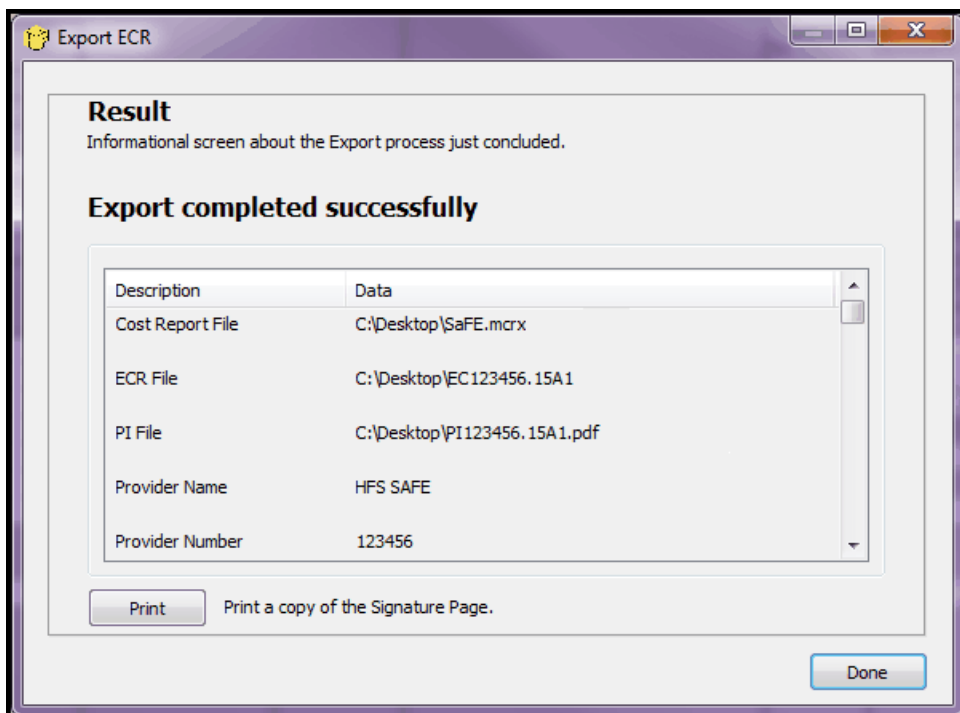 Export ECR
Result
Informational screen about the Export process just concluded.
Export completed successfully
Description Data
Cost Report File C:\Desktop\SaFE.mcrx
ECR File C:\Desktop\EC123456.15A1
PI File C:\Desktop\PI123456.15A1.pdf
Provider Name HFS SAFE
Provider Number 123456
Print Print a copy of the Signature Page.
Done